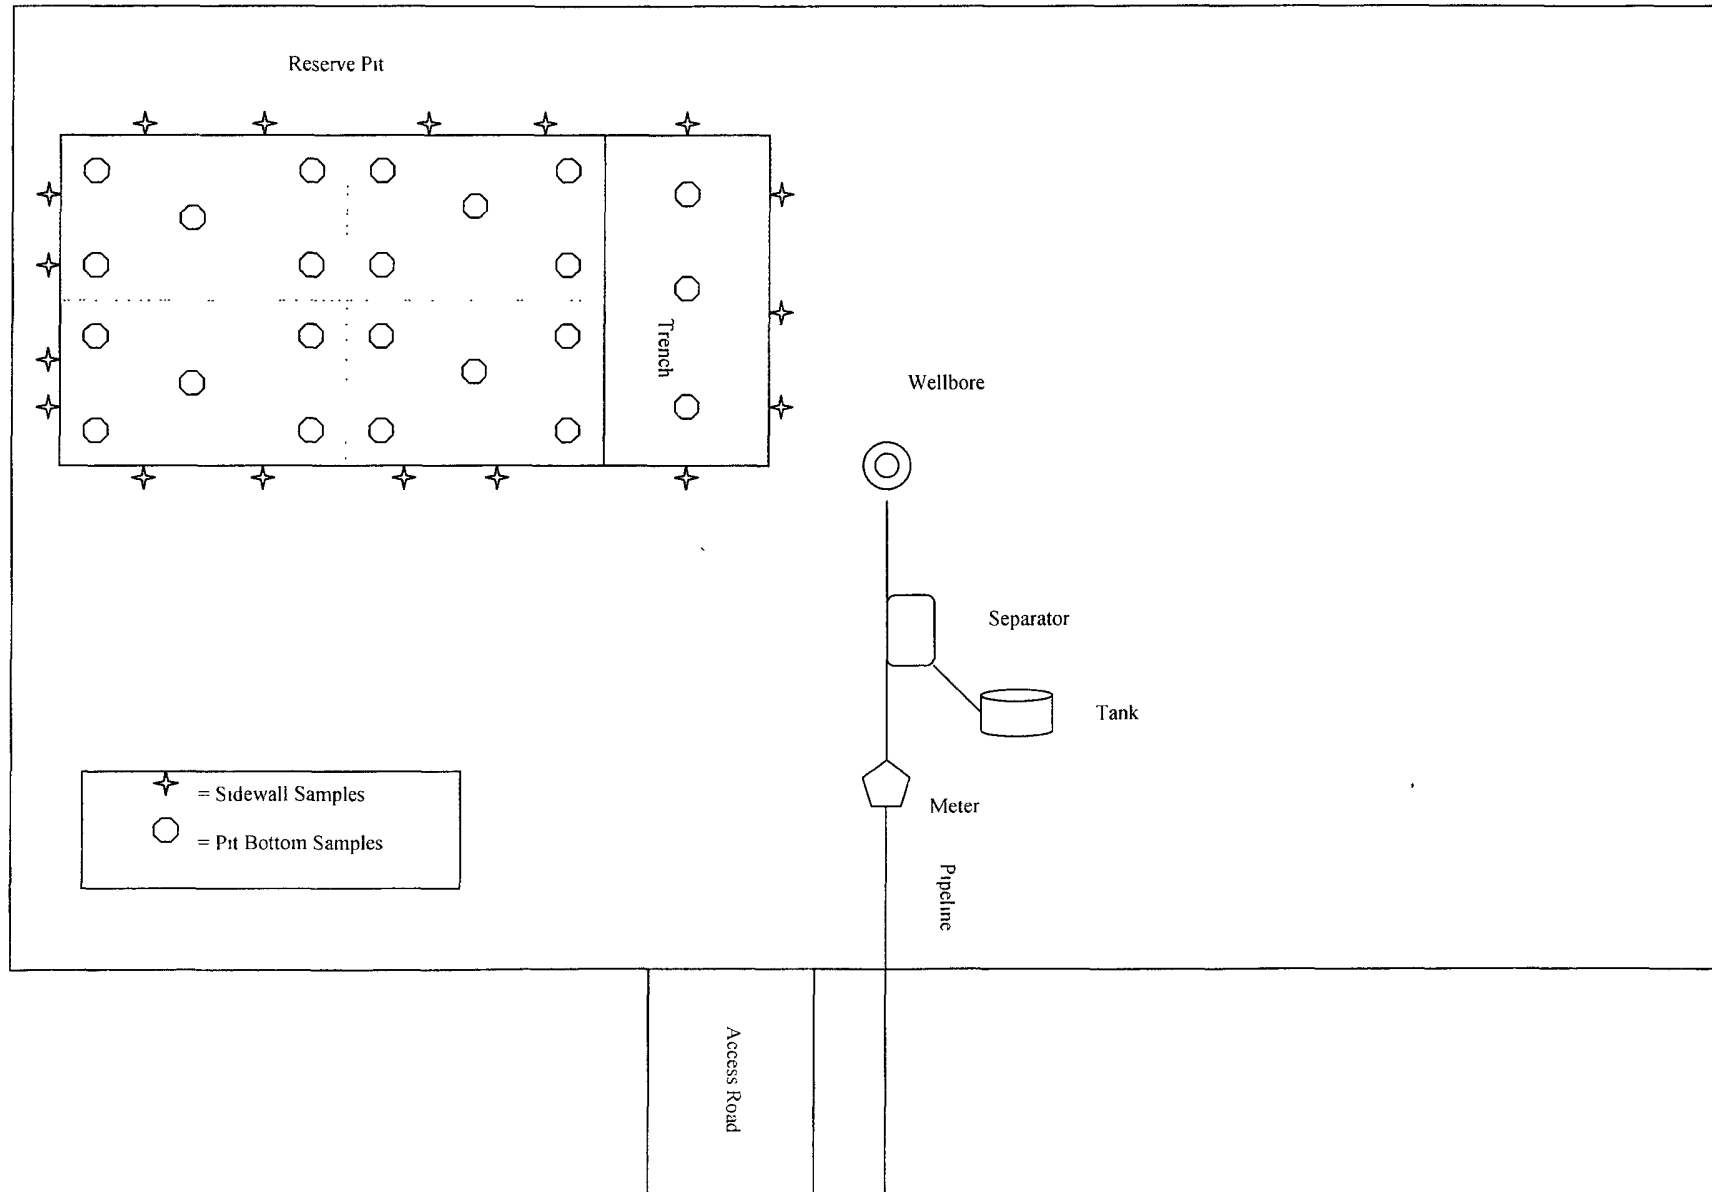 Reserve Pit
Trench
Wellbore
Separator
Tank
= Sidewall Samples
Meter
= Pit Bottom Samples
Pipeline
Access Road